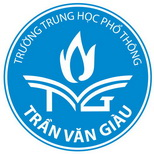 TRƯỜNG TRUNG HỌC PHỔ THÔNG
TVG
TRẦN VĂN GIÀU